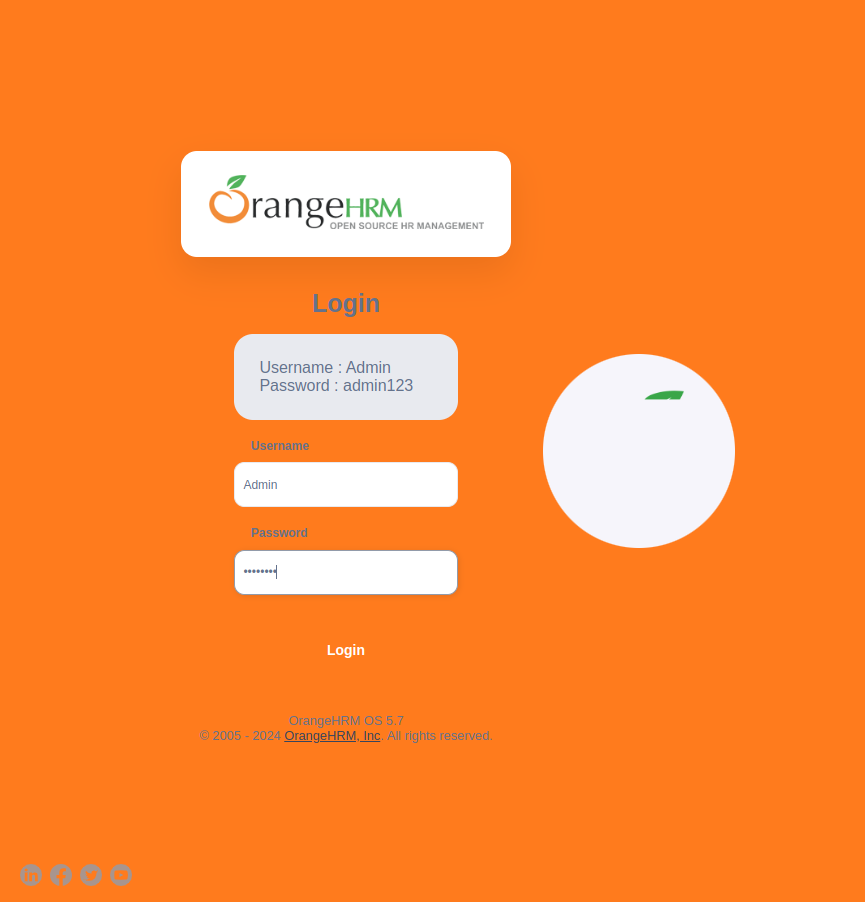 OrangeHRM
OPEN SOURCE HR MANAGEMENT
Login
Username : Admin
Password : admin123
Username
Admin
Password
••••••••
Login
OrangeHRM OS 5.7
© 2005 - 2024 OrangeHRM, Inc. All rights reserved.